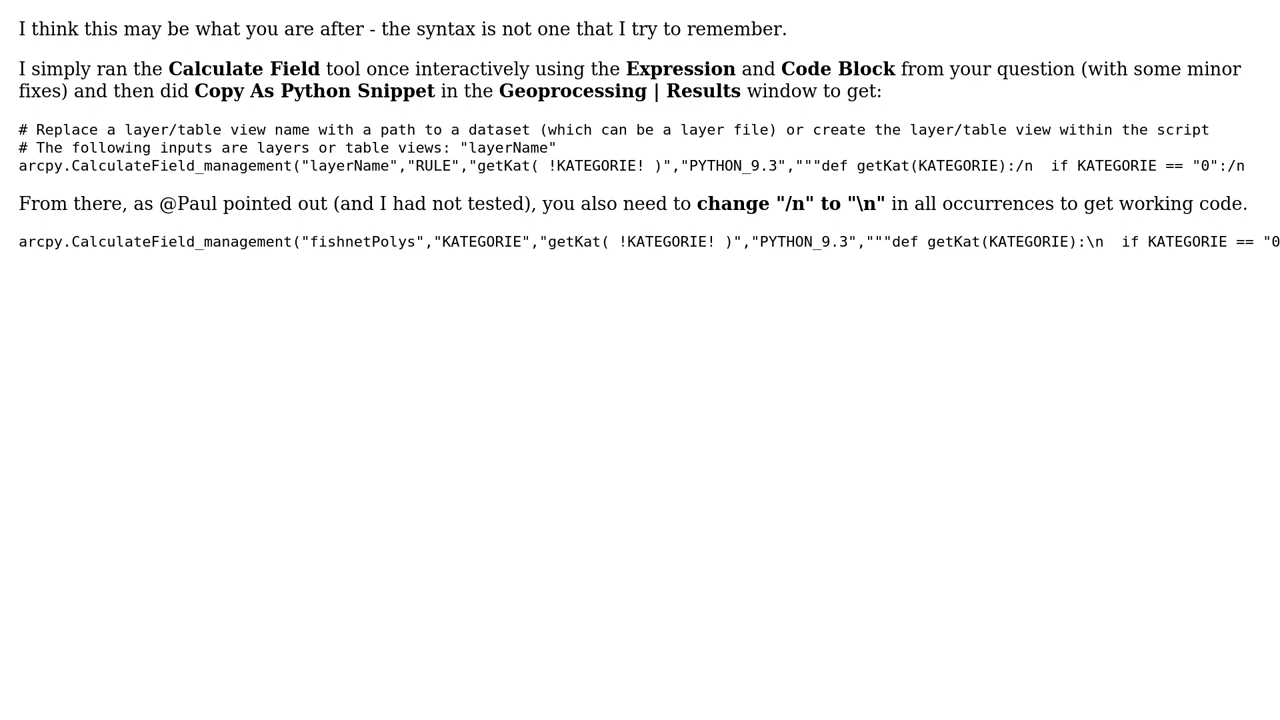 I think this may be what you are after - the syntax is not one that I try to remember.
I simply ran the Calculate Field tool once interactively using the Expression and Code Block from your question (with some minor
fixes) and then did Copy As Python Snippet in the Geoprocessing | Results window to get:
# Replace a layer/table view name with a path to a dataset (which can be a layer file) or create the layer/table view within the script
# The following inputs are layers or table views: "layerName"
arcpy.CalculateField_management("layerName","RULE","getKat( !KATEGORIE! )","PYTHON_9.3","""def getKat(KATEGORIE):/n  if KATEGORIE == "0":/n
From there, as @Paul pointed out (and I had not tested), you also need to change "/n" to "\n" in all occurrences to get working code.
arcpy.CalculateField_management("fishnetPolys","KATEGORIE","getKat( !KATEGORIE! )","PYTHON_9.3","""def getKat(KATEGORIE):\n  if KATEGORIE == "0